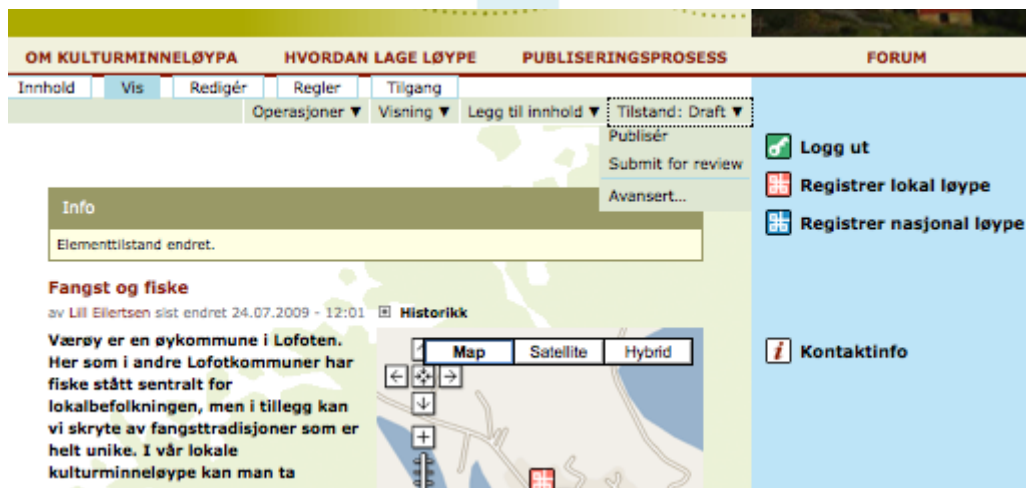 OM KULTURMINNELØYPA HVORDAN LAGE LØYPE PUBLISERINGSPROSESS FORUM
Innhold Vis Redigér Regler Tilgang
Operasjoner ▼ Visning ▼ Legg til innhold ▼ Tilstand: Draft ▼
Publisér
Submit for review
Avansert...
Logg ut
Registrer lokal løype
Registrer nasjonal løype
Info
Elementtilstand endret.
Fangst og fiske
av Lill Eilertsen sist endret 24.07.2009 - 12:01 Historikk
Værøy er en øykommune i Lofoten.
Her som i andre Lofotkommuner har
fiske stått sentralt for
lokalbefolkningen, men i tillegg kan
vi skryte av fangsttradisjoner som er
helt unike. I vår lokale
kulturminneløype kan man ta
Map Satellite Hybrid
Kontaktinfo